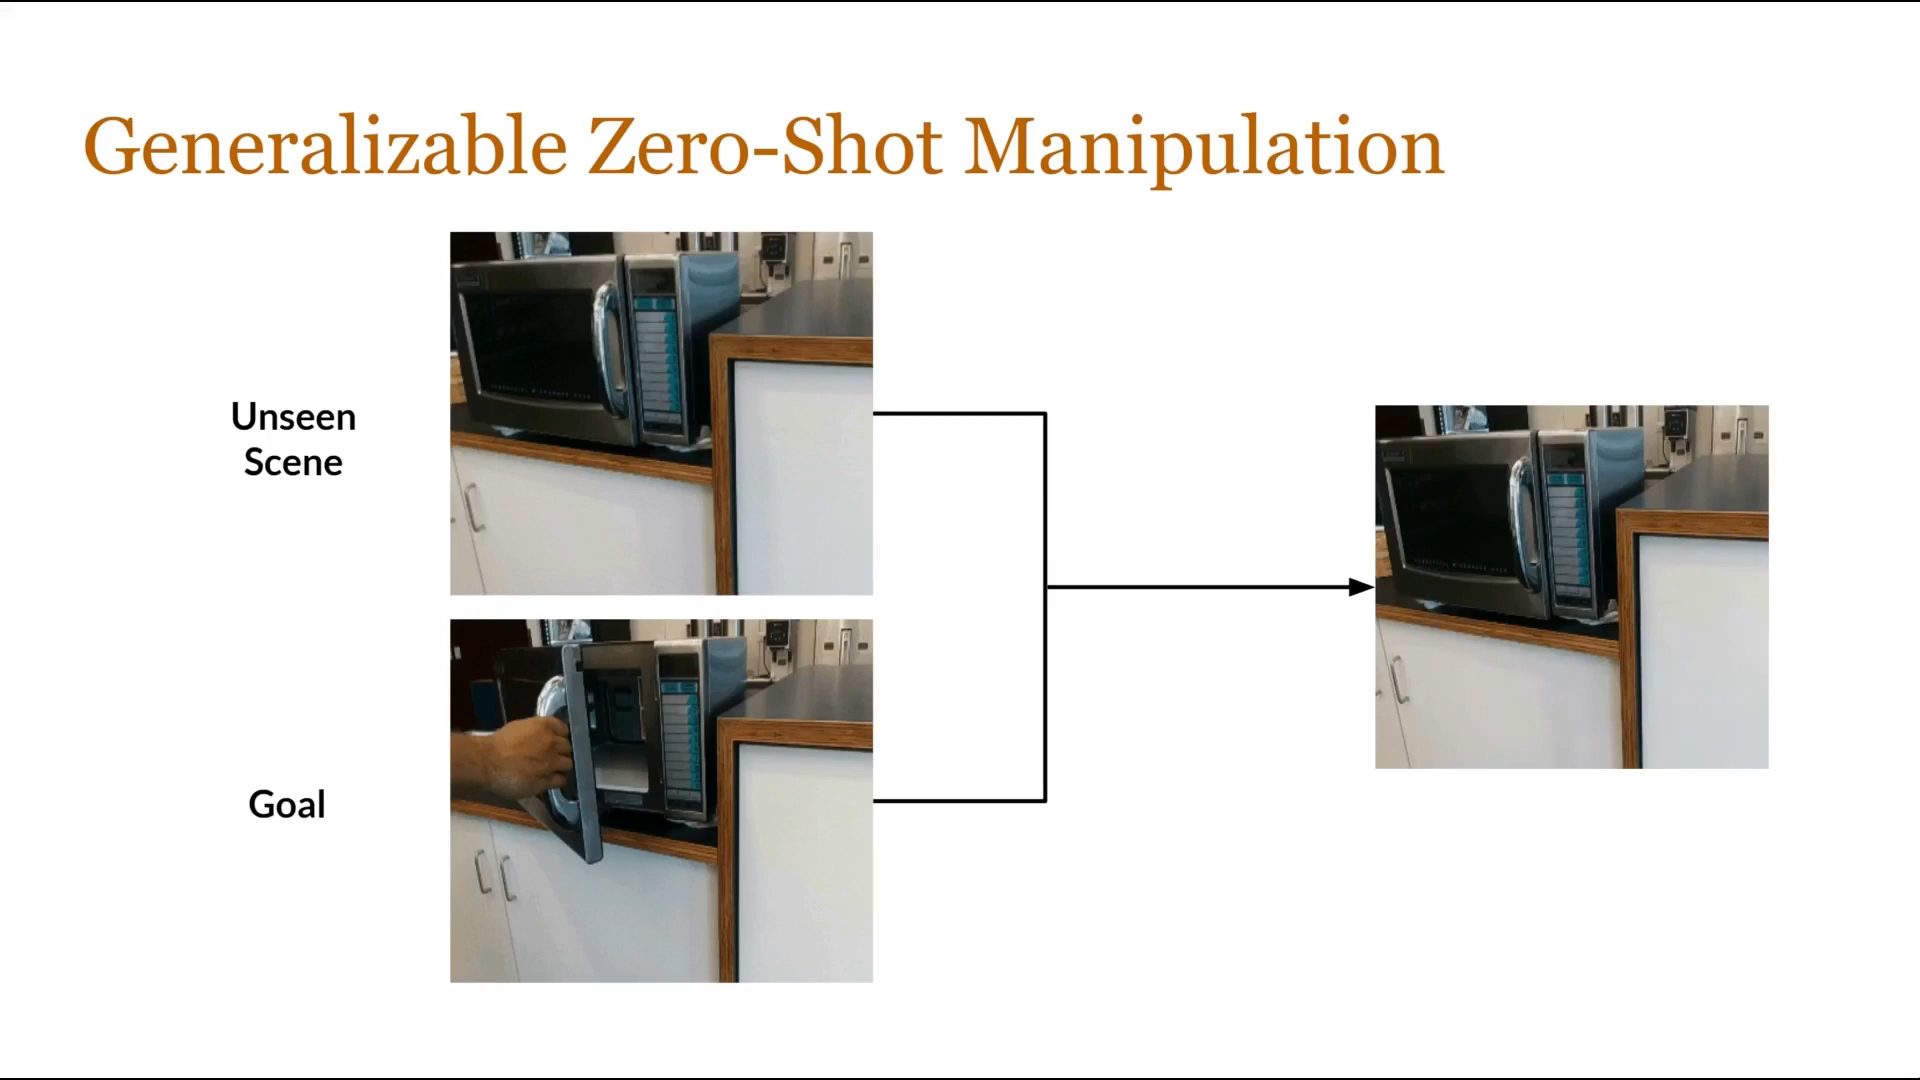 Generalizable Zero-Shot Manipulation
Unseen
Scene
Goal